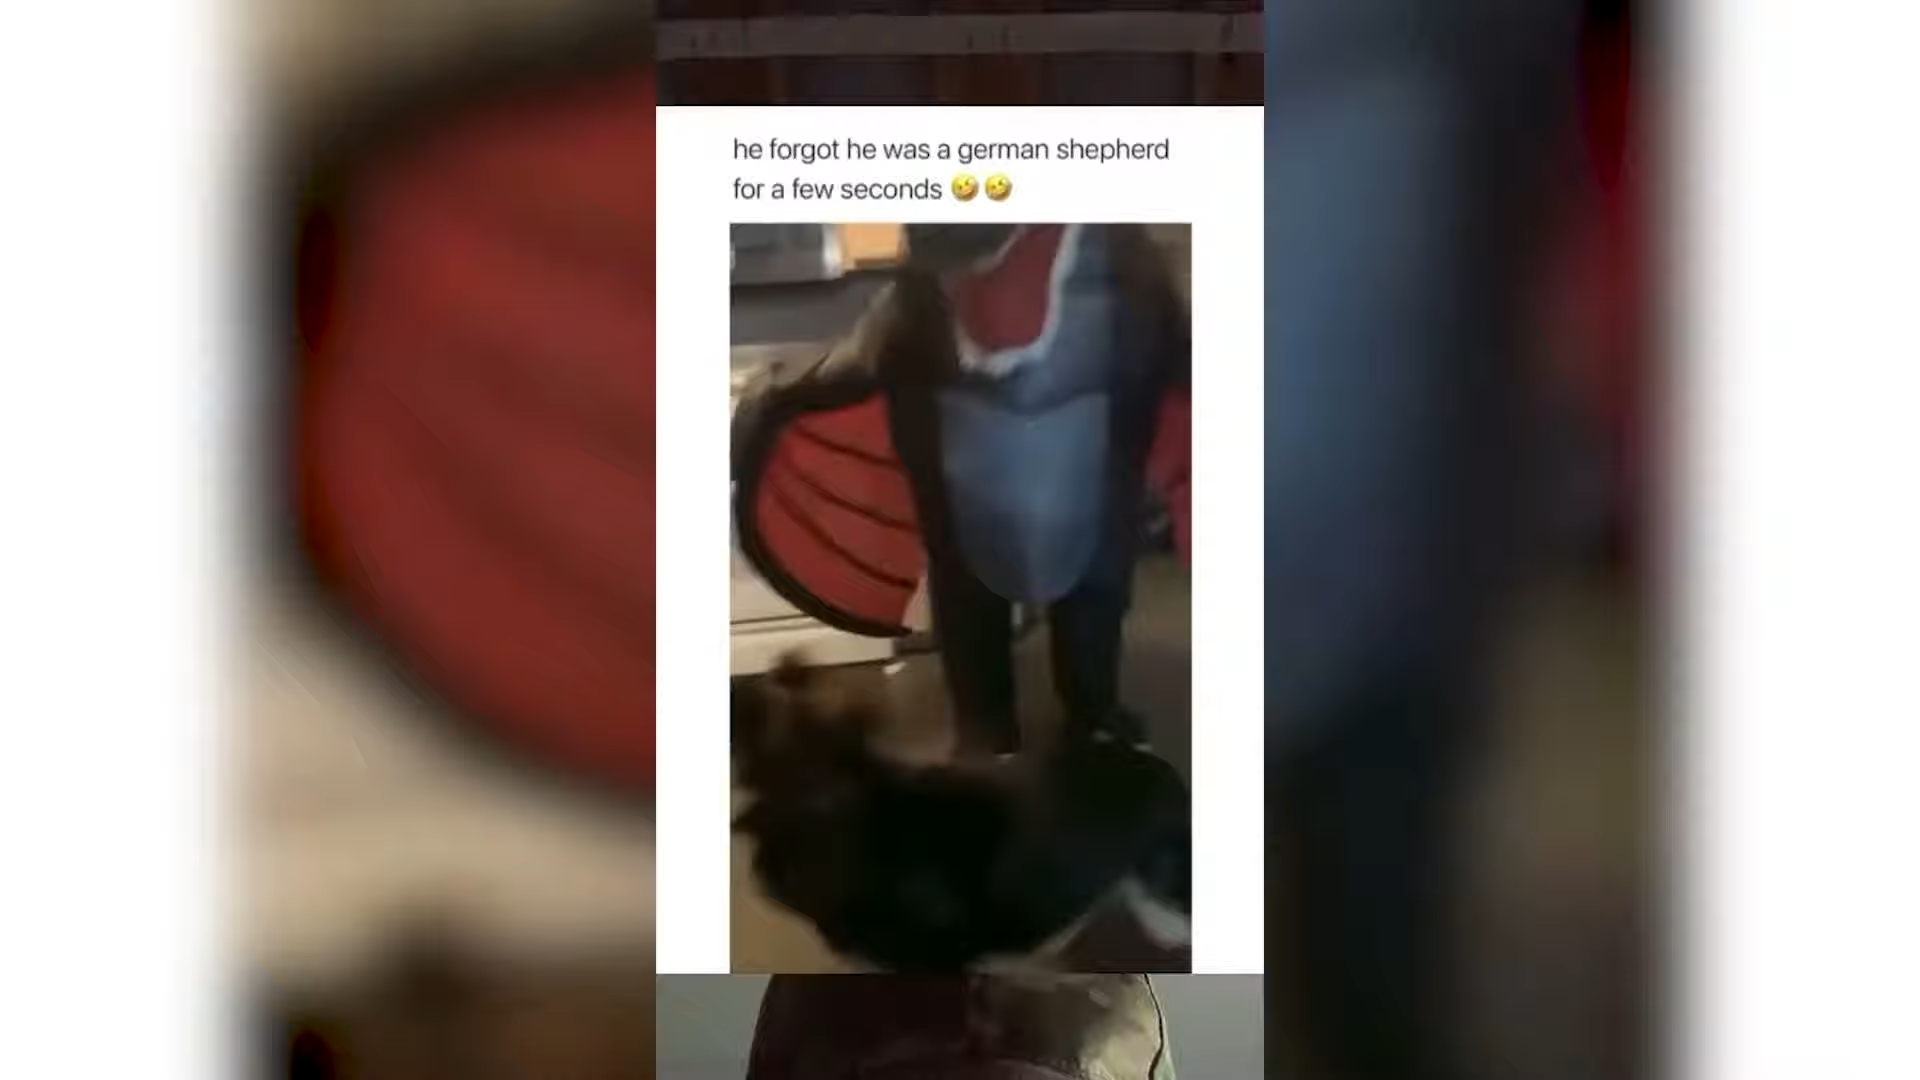 he forgot he was a german shepherd
for a few seconds 🤣🤣